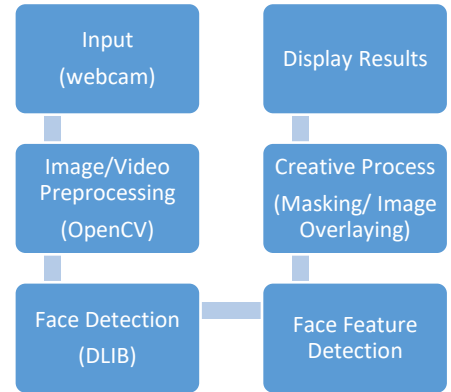 Input
(webcam)
Image/Video
Preprocessing
(OpenCV)
Face Detection
(DLIB)
Face Feature
Detection
Creative Process
(Masking/ Image
Overlaying)
Display Results